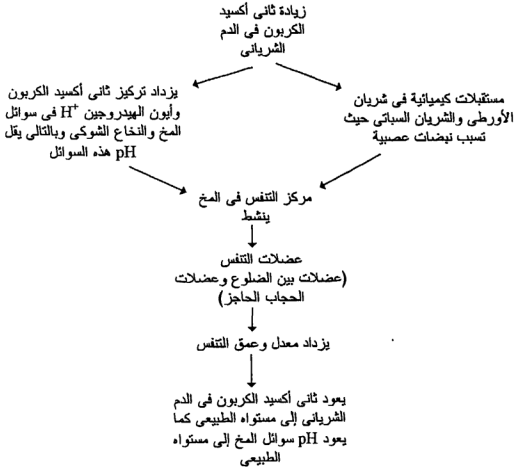 زيادة ثانى أكسيد
الكربون فى الدم
الشريانى
يزداد تركيز ثانى أكسيد الكربون
وأيون الهيدروجين H⁺ فى سوائل
المخ والنخاع الشوكى وبالتالى يقل
pH هذه السوائل
مستقبلات كيميائية فى شريان
الأورطى والشريان السباتى حيث
تسبب نبضات عصبية
مركز التنفس فى المخ
ينشط
عضلات التنفس
(عضلات بين الضلوع وعضلات
الحجاب الحاجز)
يزداد معدل وعمق التنفس
يعود ثانى أكسيد الكربون فى الدم
الشريانى إلى مستواه الطبيعى كما
يعود pH سوائل المخ إلى مستواه
الطبيعى